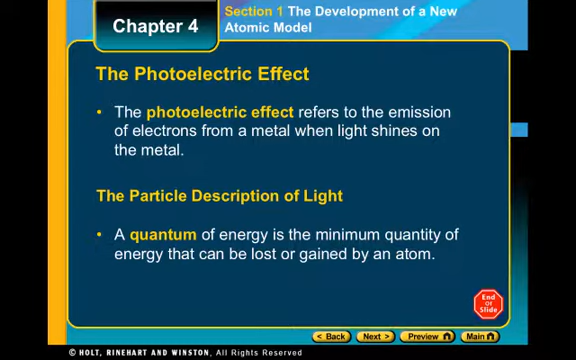 Chapter 4
Section 1 The Development of a New
Atomic Model
The Photoelectric Effect
• The photoelectric effect refers to the emission
of electrons from a metal when light shines on
the metal.
The Particle Description of Light
• A quantum of energy is the minimum quantity of
energy that can be lost or gained by an atom.
End
Of
Slide
< Back
Next >
Preview
Main
© HOLT, RINEHART AND WINSTON, All Rights Reserved